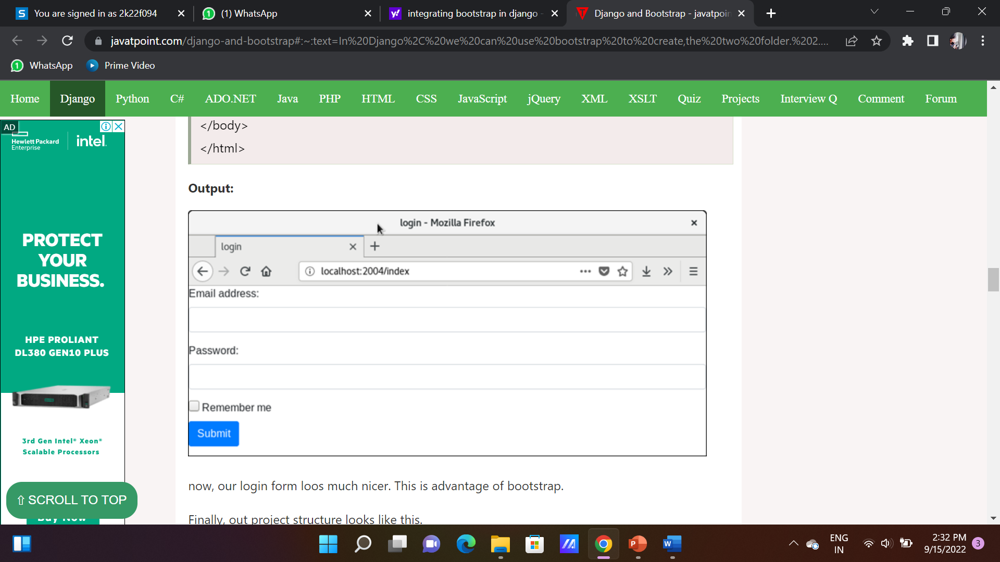 You are signed in as 2k22f094
(1) WhatsApp
integrating bootstrap in django -
Django and Bootstrap - javatpoin
javatpoint.com/django-and-bootstrap#:~:text=In%20Django%2C%20we%20can%20use%20bootstrap%20to%20create,the%20two%20folder.%202....
WhatsApp
Prime Video
Home Django Python C# ADO.NET Java PHP HTML CSS JavaScript jQuery XML XSLT Quiz Projects Interview Q Comment Forum
</body>
</html>
Output:
login - Mozilla Firefox
login
localhost:2004/index
Email address:
Password:
Remember me
Submit
now, our login form loos much nicer. This is advantage of bootstrap.
Finally, out project structure looks like this.
AD
Hewlett Packard
Enterprise
intel.
PROTECT
YOUR
BUSINESS.
HPE PROLIANT
DL380 GEN10 PLUS
3rd Gen Intel® Xeon®
Scalable Processors
⇧ SCROLL TO TOP
Buy Now
ENG
IN
2:32 PM
9/15/2022
3